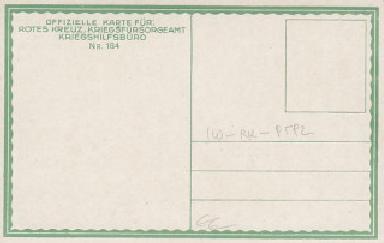 OFFIZIELLE KARTE FÜR
ROTES KREUZ, KRIEGSFÜRSORGEAMT
KRIEGSHILFSBÜRO
Nr. 184